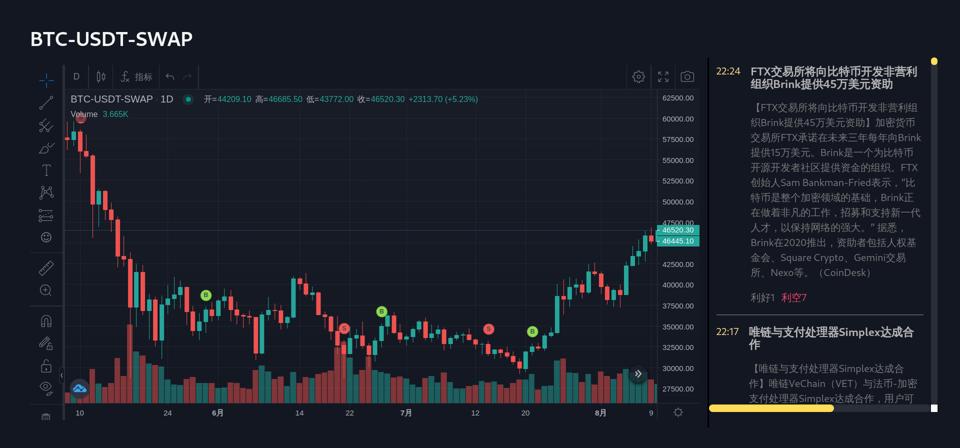 BTC-USDT-SWAP
D
指标
BTC-USDT-SWAP 1D 开=44209.10 高=46685.50 低=43772.00 收=46520.30 +2313.70 (+5.23%)
Volume 3.665K
S
B
S
B
S
B
62500.00
60000.00
57500.00
55000.00
52500.00
50000.00
47500.00
46520.30
46445.10
42500.00
40000.00
37500.00
35000.00
32500.00
30000.00
27500.00
10 24 6月 14 22 7月 12 20 8月 9
22:24 FTX交易所将向比特币开发非营利
组织Brink提供45万美元资助
【FTX交易所将向比特币开发非营利组
织Brink提供45万美元资助】加密货币
交易所FTX承诺在未来三年每年向Brink
提供15万美元。Brink是一个为比特币
开源开发者社区提供资金的组织。FTX
创始人Sam Bankman-Fried表示，“比
特币是整个加密领域的基础，Brink正
在做着非凡的工作，招募和支持新一代
人才，以保持网络的强大。” 据悉，
Brink在2020推出，资助者包括人权基
金会、Square Crypto、Gemini交易
所、Nexo等。（CoinDesk）
利好1 利空7
22:17 唯链与支付处理器Simplex达成合
作
【唯链与支付处理器Simplex达成合
作】唯链VeChain（VET）与法币-加密
支付处理器Simplex达成合作，用户可